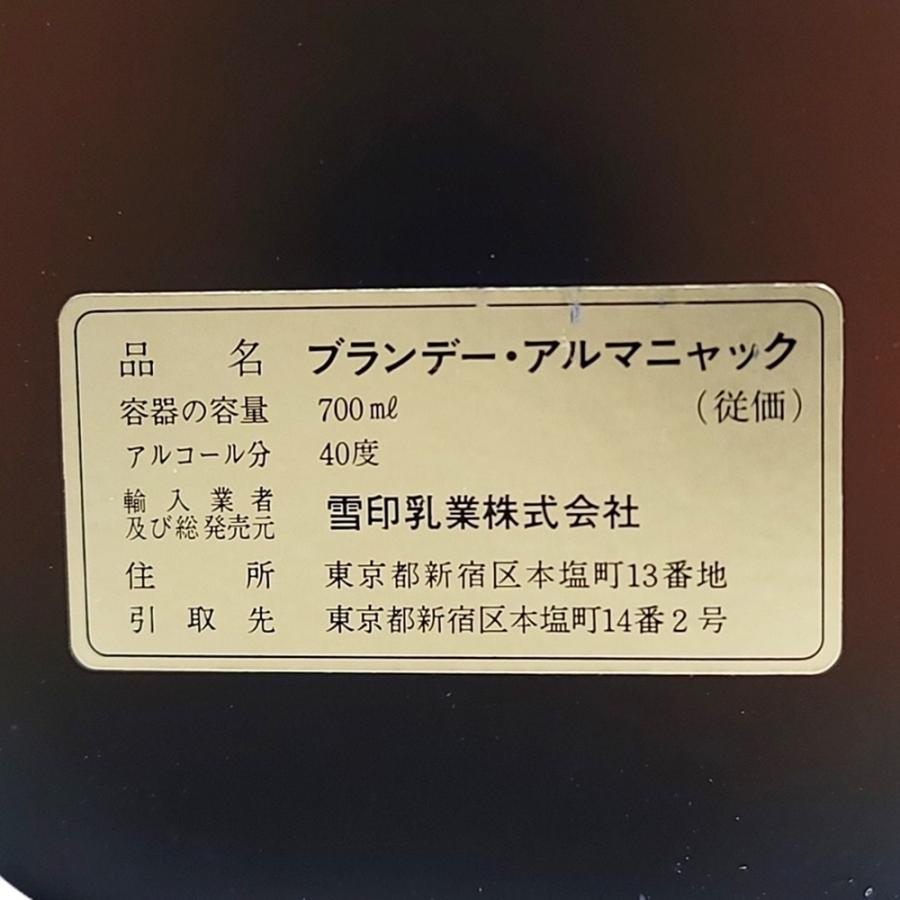 品名 ブランデー・アルマニャック
容器の容量 700ml (従価)
アルコール分 40度
輸入業者
及び総発売元 雪印乳業株式会社
住所 東京都新宿区本塩町13番地
引取先 東京都新宿区本塩町14番2号